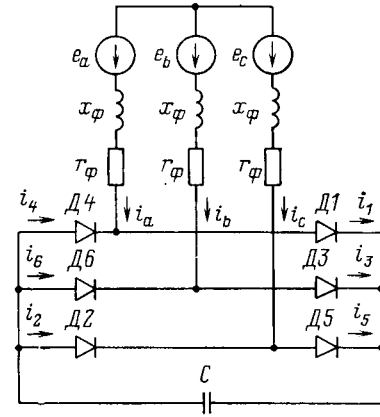 e_a e_b e_c
x_ф x_ф x_ф
r_ф r_ф r_ф
i_4 Д4 i_a i_b i_c Д1 i_1
i_6 Д6 Д3 i_3
i_2 Д2 Д5 i_5
C